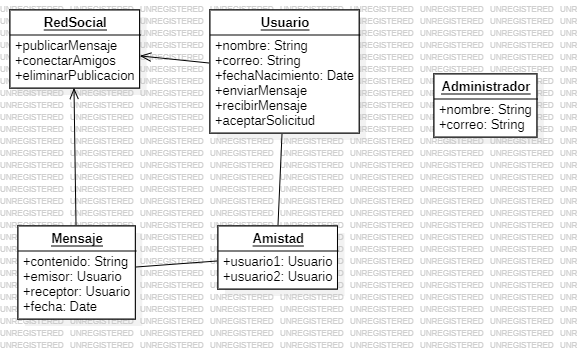 RedSocial
+publicarMensaje
+conectarAmigos
+eliminarPublicacion
Usuario
+nombre: String
+correo: String
+fechaNacimiento: Date
+enviarMensaje
+recibirMensaje
+aceptarSolicitud
Administrador
+nombre: String
+correo: String
Mensaje
+contenido: String
+emisor: Usuario
+receptor: Usuario
+fecha: Date
Amistad
+usuario1: Usuario
+usuario2: Usuario
UNREGISTERED